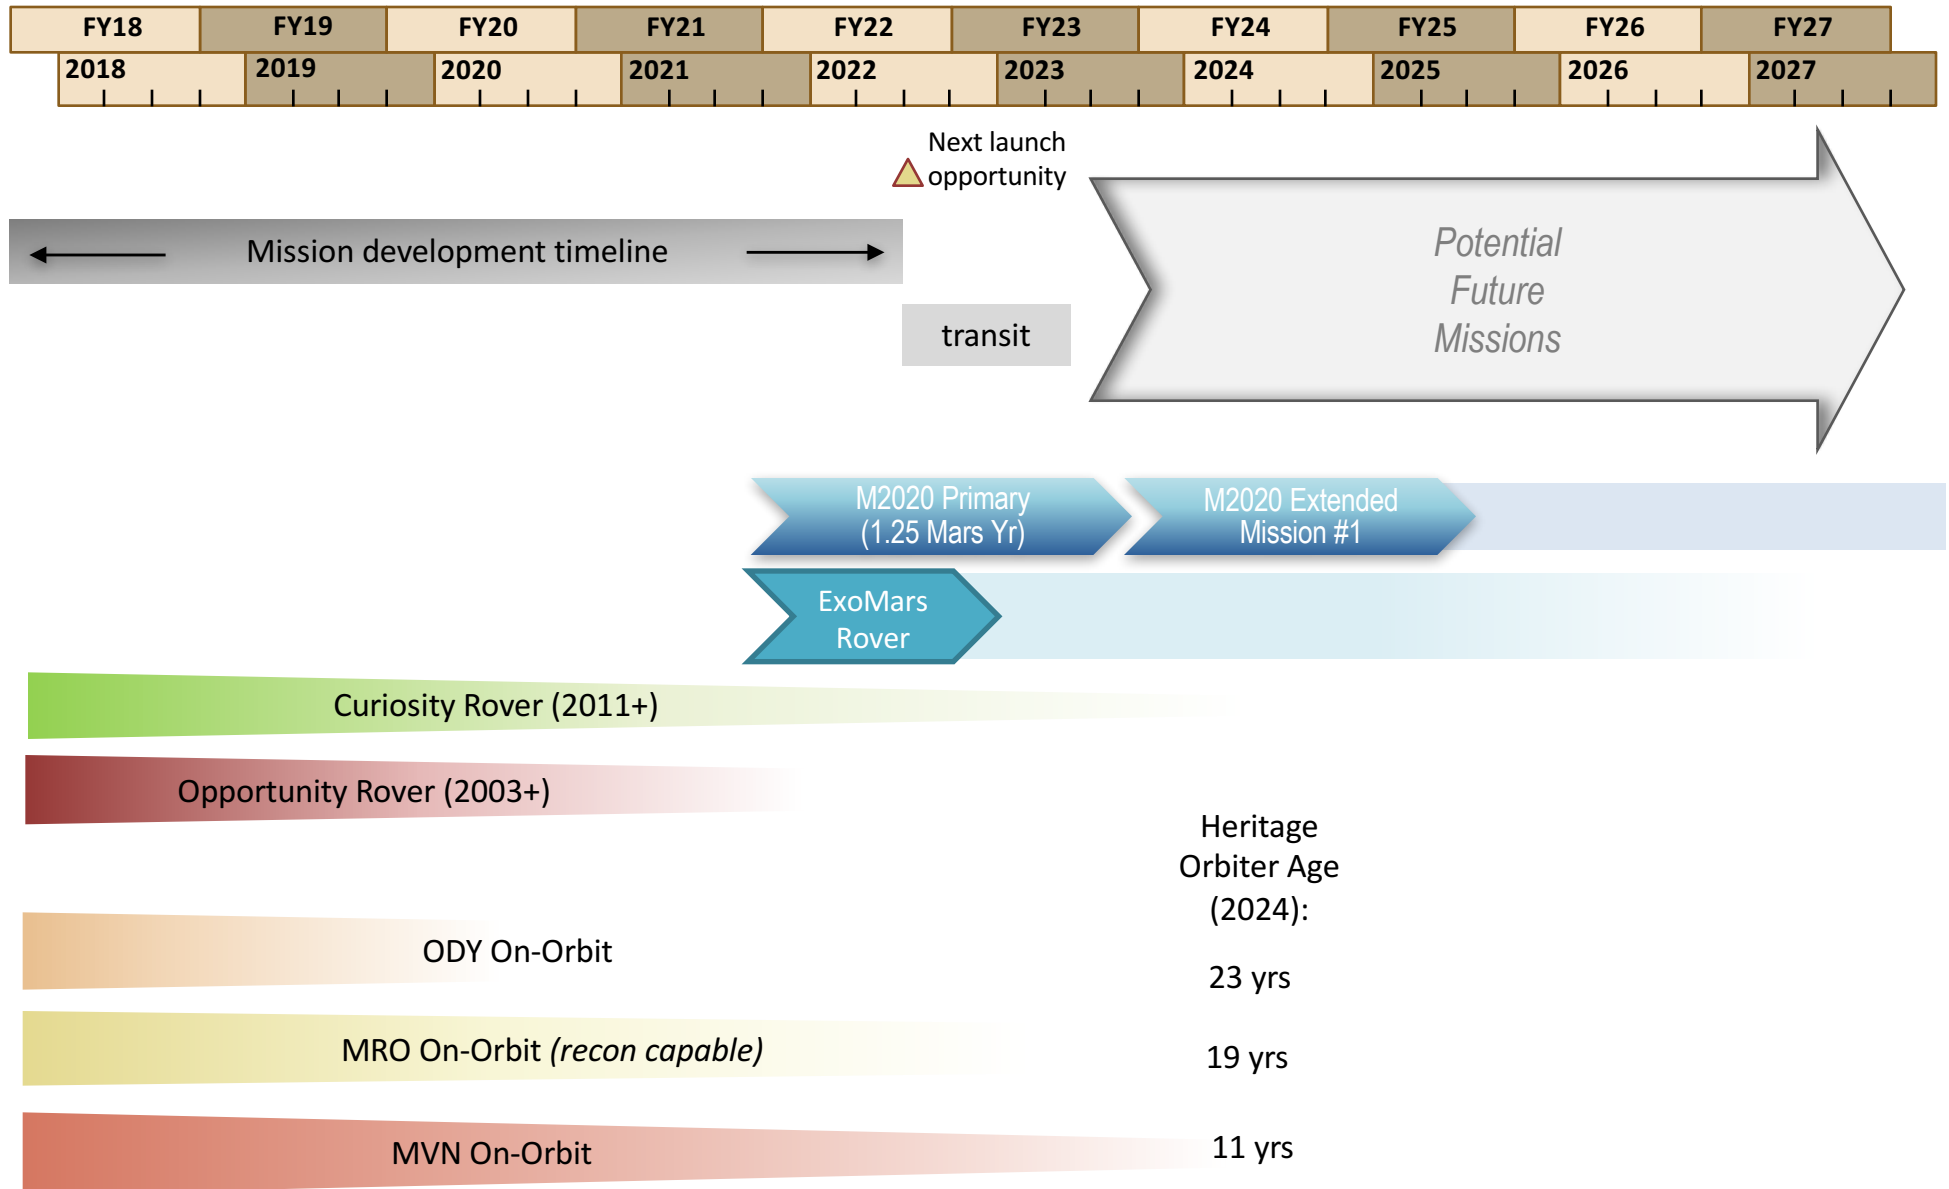 FY18 FY19 FY20 FY21 FY22 FY23 FY24 FY25 FY26 FY27
2018 2019 2020 2021 2022 2023 2024 2025 2026 2027
Next launch
opportunity
Mission development timeline
transit
Potential
Future
Missions
M2020 Primary
(1.25 Mars Yr)
M2020 Extended
Mission #1
ExoMars
Rover
Curiosity Rover (2011+)
Opportunity Rover (2003+)
Heritage
Orbiter Age
(2024):
ODY On-Orbit
23 yrs
MRO On-Orbit (recon capable)
19 yrs
MVN On-Orbit
11 yrs